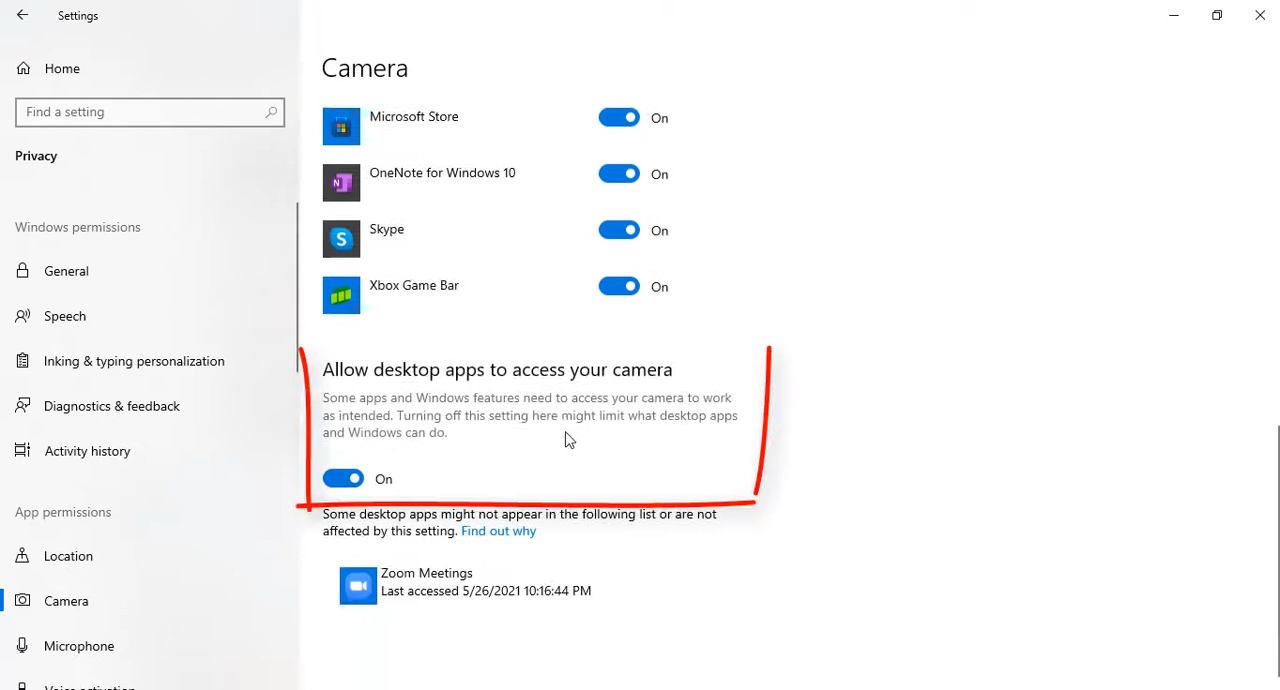 Settings
Home
Find a setting
Privacy
Windows permissions
General
Speech
Inking & typing personalization
Diagnostics & feedback
Activity history
App permissions
Location
Camera
Microphone
Voice activation
Camera
Microsoft Store
On
OneNote for Windows 10
On
Skype
On
Xbox Game Bar
On
Allow desktop apps to access your camera
Some apps and Windows features need to access your camera to work
as intended. Turning off this setting here might limit what desktop apps
and Windows can do.
On
Some desktop apps might not appear in the following list or are not
affected by this setting. Find out why
Zoom Meetings
Last accessed 5/26/2021 10:16:44 PM